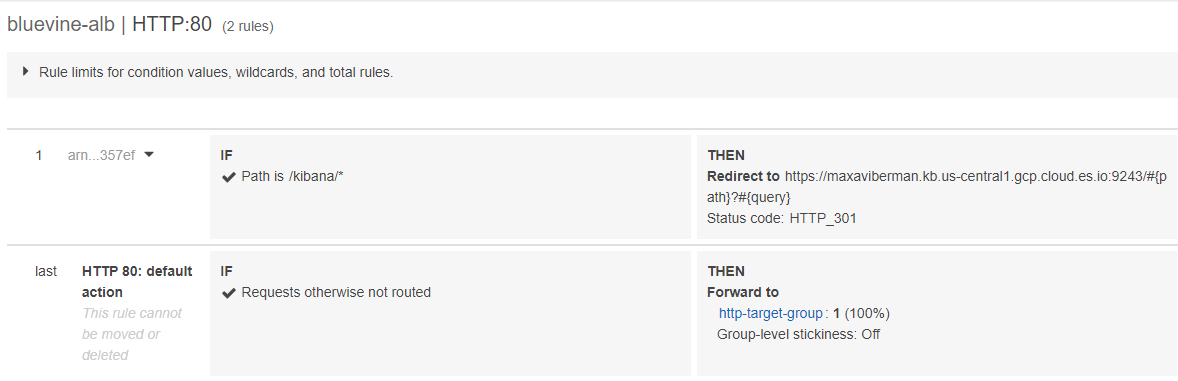 bluevine-alb | HTTP:80 (2 rules)
Rule limits for condition values, wildcards, and total rules.
1 arn...357ef
IF
Path is /kibana/*
THEN
Redirect to https://maxaviberman.kb.us-central1.gcp.cloud.es.io:9243/#{p
ath}?#{query}
Status code: HTTP_301
last
HTTP 80: default
action
This rule cannot
be moved or
deleted
IF
Requests otherwise not routed
THEN
Forward to
http-target-group: 1 (100%)
Group-level stickiness: Off